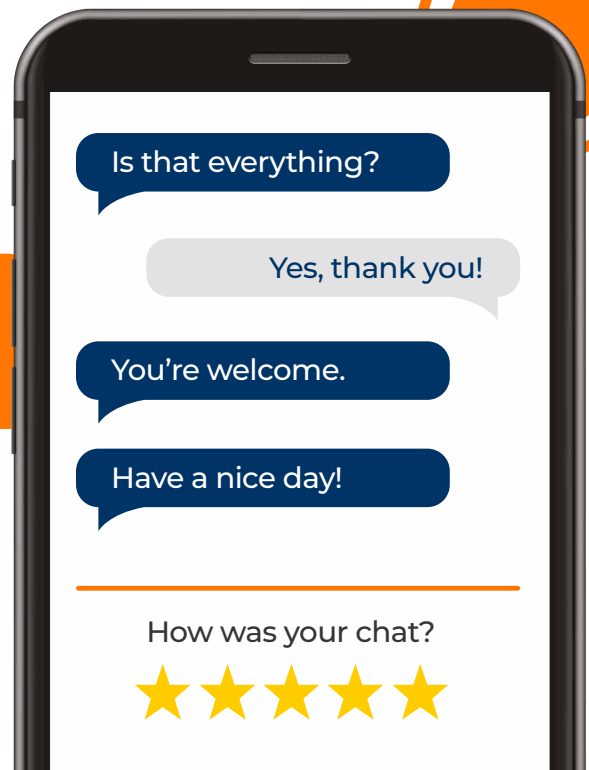 Is that everything?
Yes, thank you!
You’re welcome.
Have a nice day!
How was your chat?